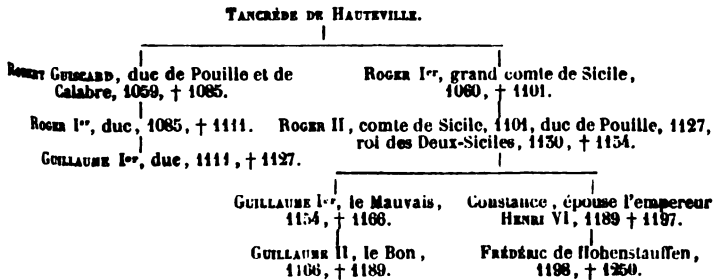 TANCRÈDE DE HAUTEVILLE.
ROBERT GUISCARD, duc de Pouille et de
Calabre, 1059, † 1085.
ROGER Iᵉʳ, grand comte de Sicile,
1060, † 1101.
ROGER Iᵉʳ, duc, 1085, † 1111.
ROGER II, comte de Sicile, 1101, duc de Pouille, 1127,
roi des Deux-Siciles, 1130, † 1154.
GUILLAUME Iᵉʳ, duc, 1111, † 1127.
GUILLAUME Iᵉʳ, le Mauvais,
1154, † 1166.
Constance, épouse l'empereur
HENRI VI, 1189 † 1197.
GUILLAUME II, le Bon,
1166, † 1189.
FRÉDÉRIC de Hohenstauffen,
1198, † 1250.